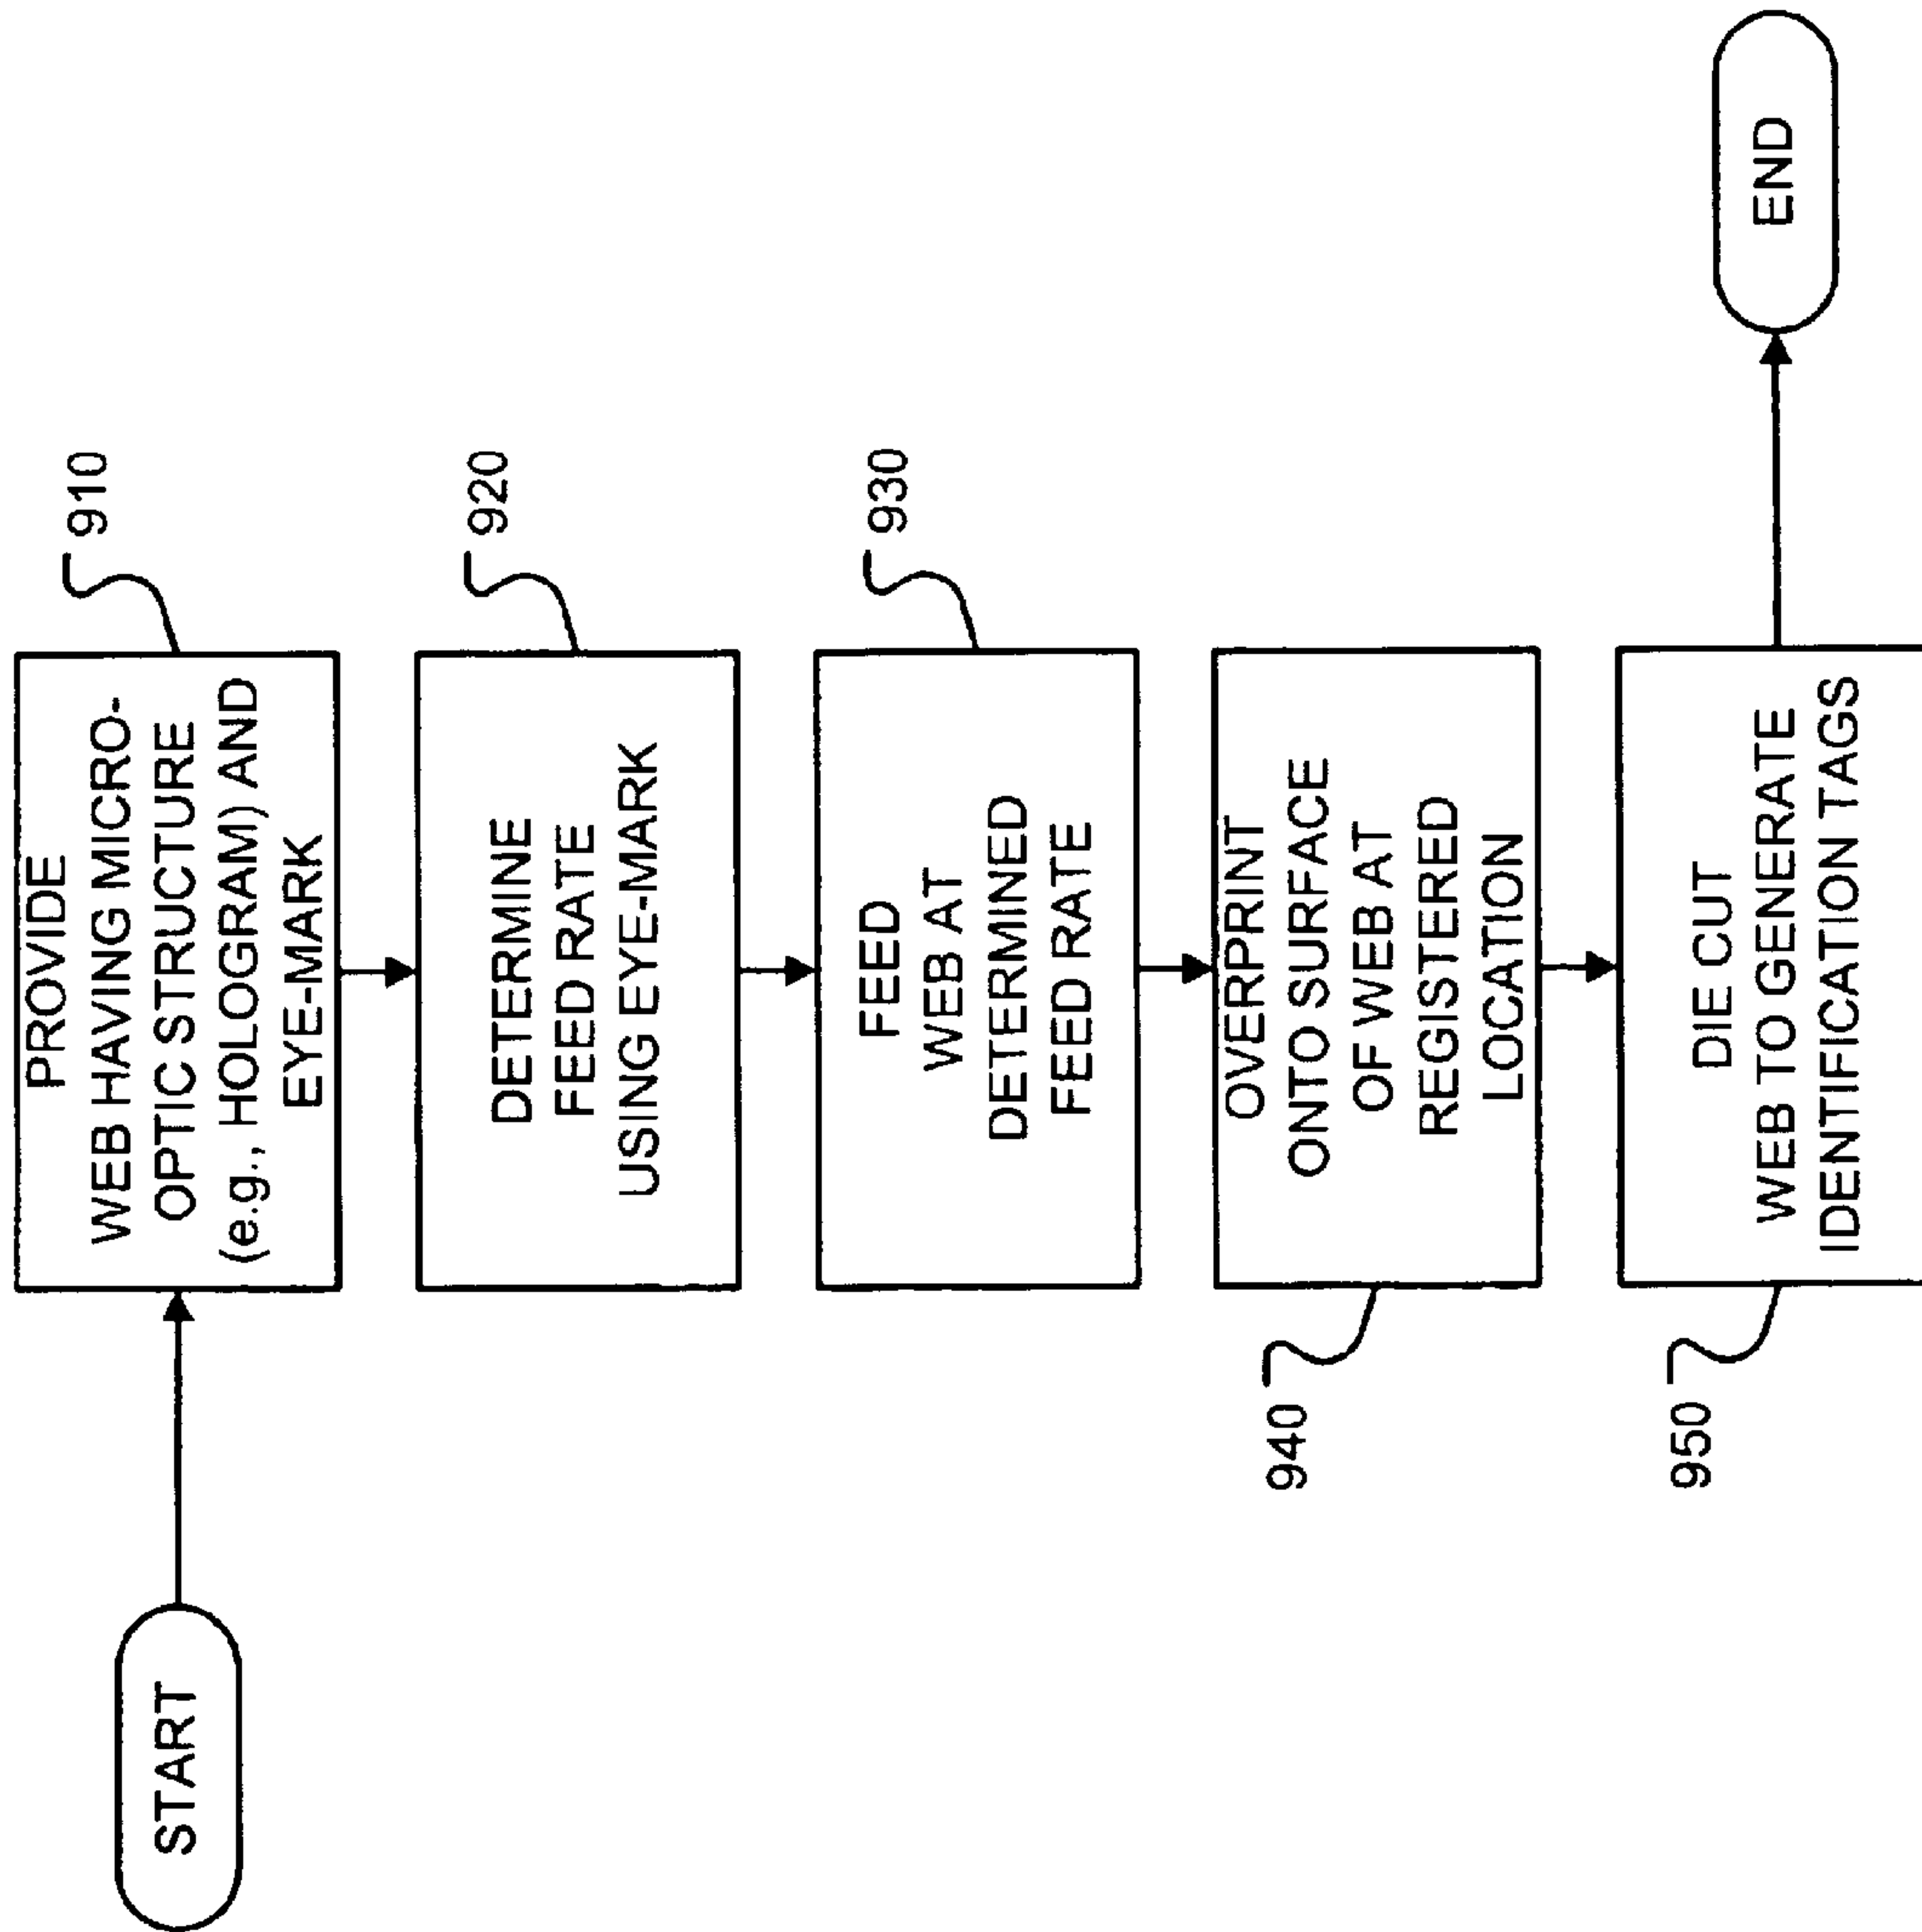 START
910
PROVIDE
WEB HAVING MICRO-
OPTIC STRUCTURE
(e.g., HOLOGRAM) AND
EYE-MARK
920
DETERMINE
FEED RATE
USING EYE-MARK
930
FEED
WEB AT
DETERMINED
FEED RATE
940
OVERPRINT
ONTO SURFACE
OF WEB AT
REGISTERED
LOCATION
950
DIE CUT
WEB TO GENERATE
IDENTIFICATION TAGS
END